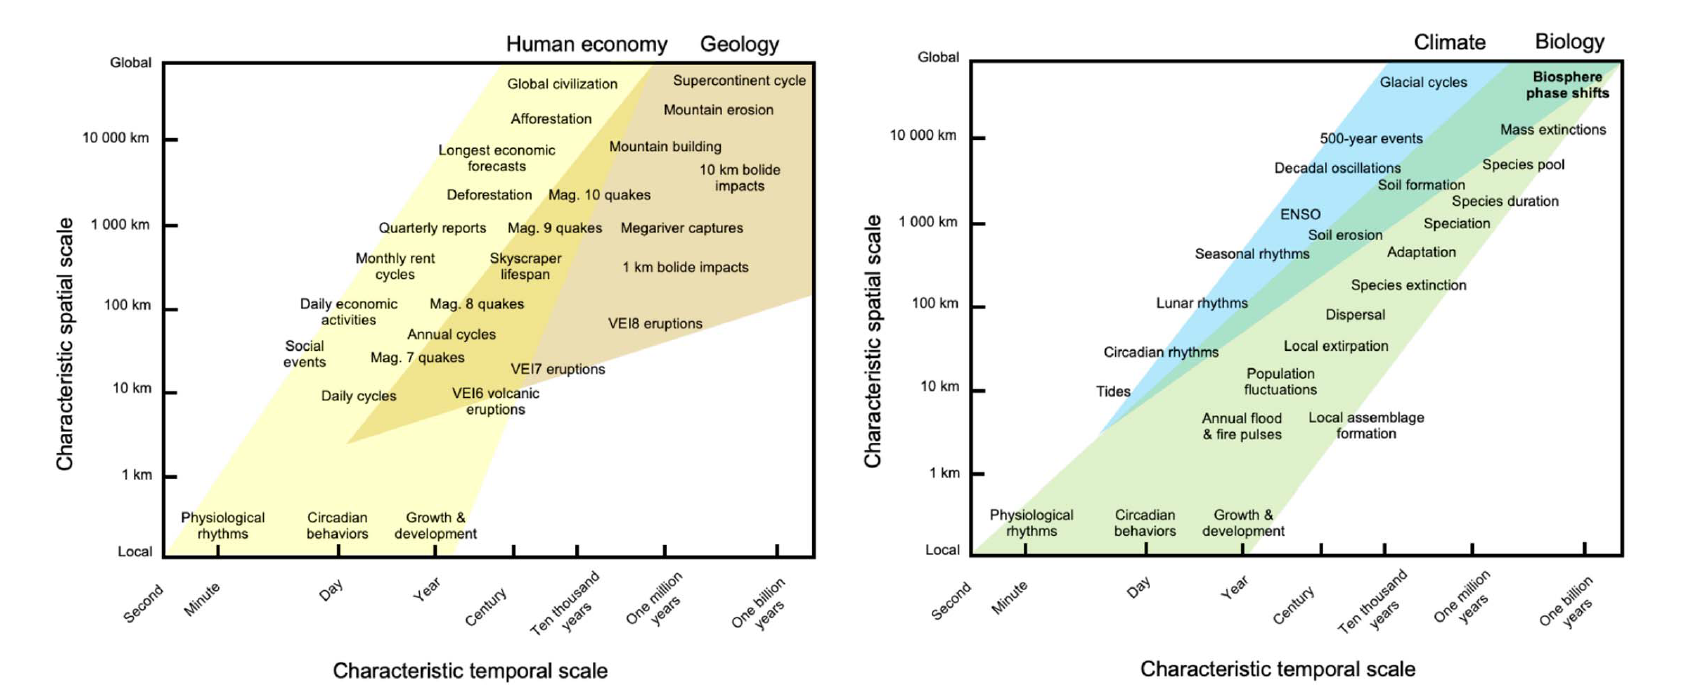 Human economy
Geology
Global
10 000 km
1 000 km
100 km
10 km
1 km
Local
Characteristic spatial scale
Global civilization
Supercontinent cycle
Mountain erosion
Afforestation
Longest economic
forecasts
Mountain building
10 km bolide
impacts
Deforestation
Mag. 10 quakes
Quarterly reports
Mag. 9 quakes
Megariver captures
Monthly rent
cycles
Skyscraper
lifespan
1 km bolide impacts
Daily economic
activities
Mag. 8 quakes
VEI8 eruptions
Annual cycles
Social
events
Mag. 7 quakes
VEI7 eruptions
Daily cycles
VEI6 volcanic
eruptions
Physiological
rhythms
Circadian
behaviors
Growth &
development
Second
Minute
Day
Year
Century
Ten thousand
years
One million
years
One billion
years
Characteristic temporal scale
Climate
Biology
Global
10 000 km
1 000 km
100 km
10 km
1 km
Local
Characteristic spatial scale
Glacial cycles
Biosphere
phase shifts
500-year events
Mass extinctions
Decadal oscillations
Species pool
Soil formation
Species duration
ENSO
Speciation
Soil erosion
Seasonal rhythms
Adaptation
Species extinction
Lunar rhythms
Dispersal
Circadian rhythms
Local extirpation
Tides
Population
fluctuations
Annual flood
& fire pulses
Local assemblage
formation
Physiological
rhythms
Circadian
behaviors
Growth &
development
Second
Minute
Day
Year
Century
Ten thousand
years
One million
years
One billion
years
Characteristic temporal scale